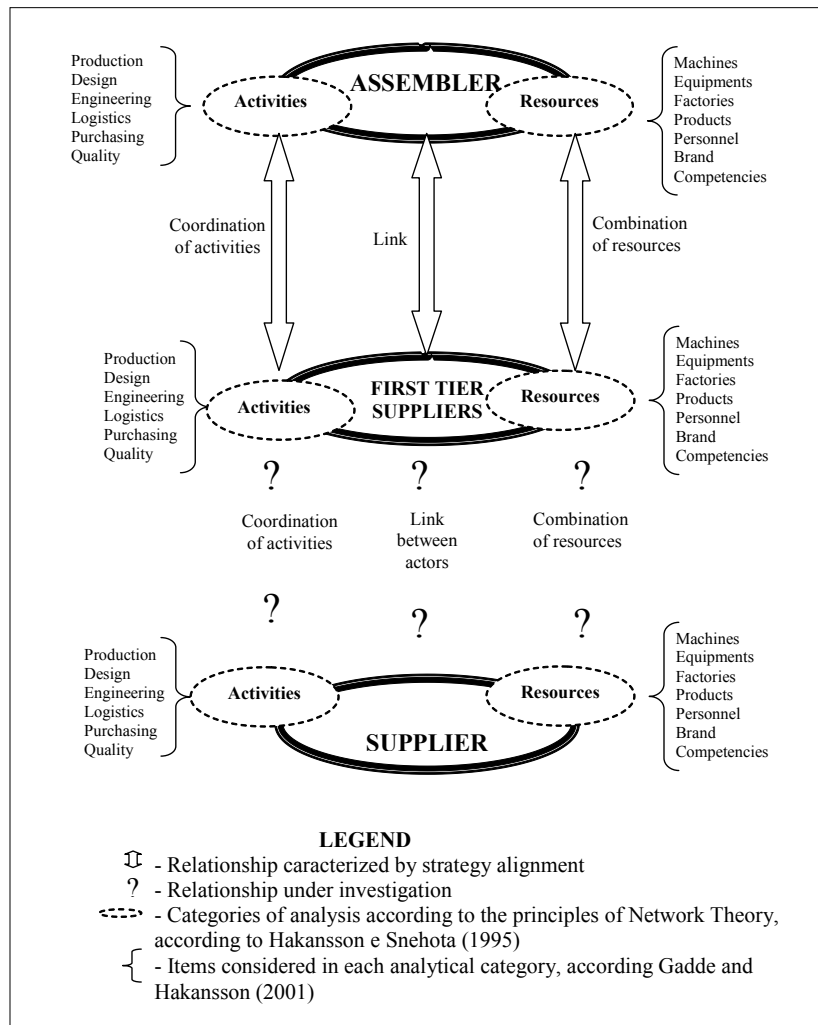 Production
Design
Engineering
Logistics
Purchasing
Quality
Activities
ASSEMBLER
Resources
Machines
Equipments
Factories
Products
Personnel
Brand
Competencies
Coordination
of activities
Link
Combination
of resources
Production
Design
Engineering
Logistics
Purchasing
Quality
Activities
FIRST TIER
SUPPLIERS
Resources
Machines
Equipments
Factories
Products
Personnel
Brand
Competencies
? ? ?
Coordination
of activities
Link
between
actors
Combination
of resources
? ? ?
Production
Design
Engineering
Logistics
Purchasing
Quality
Activities
SUPPLIER
Resources
Machines
Equipments
Factories
Products
Personnel
Brand
Competencies
LEGEND
- Relationship caracterized by strategy alignment
? - Relationship under investigation
- Categories of analysis according to the principles of Network Theory,
according to Hakansson e Snehota (1995)
- Items considered in each analytical category, according Gadde and
Hakansson (2001)